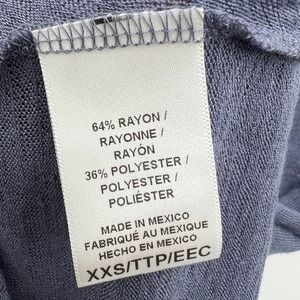 64% RAYON /
RAYONNE /
RAYÓN
36% POLYESTER /
POLYESTER /
POLIÉSTER
MADE IN MEXICO
FABRIQUÉ AU MEXIQUE
HECHO EN MEXICO
XXS/TTP/EEC